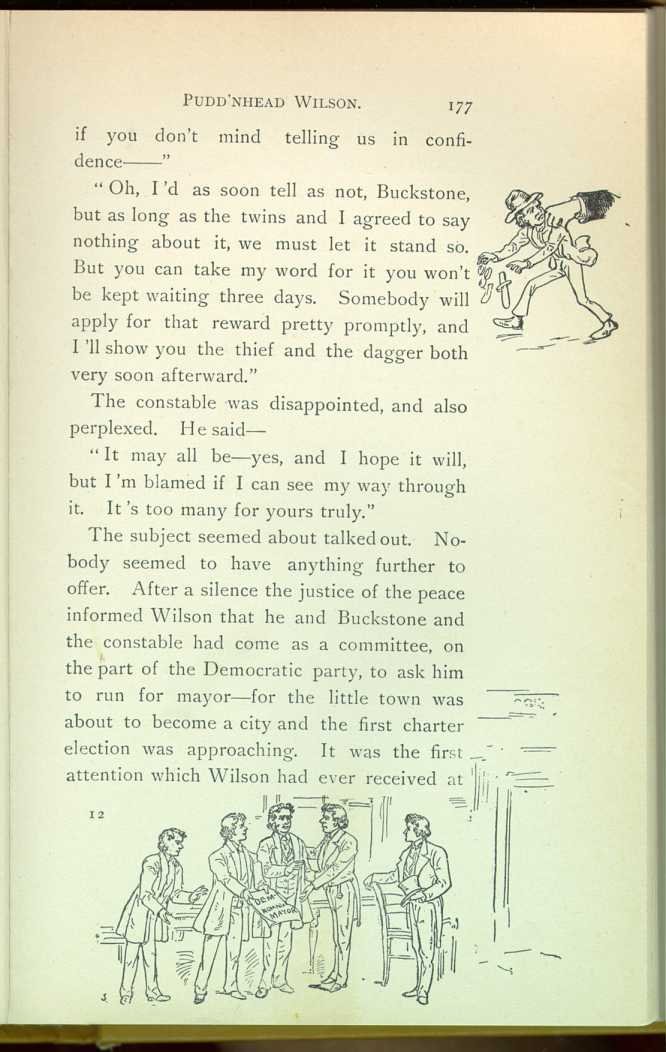 PUDD'NHEAD WILSON. 177
if you don't mind telling us in confi-
dence——"
"Oh, I'd as soon tell as not, Buckstone,
but as long as the twins and I agreed to say
nothing about it, we must let it stand so.
But you can take my word for it you won't
be kept waiting three days. Somebody will
apply for that reward pretty promptly, and
I'll show you the thief and the dagger both
very soon afterward."
The constable was disappointed, and also
perplexed. He said—
"It may all be—yes, and I hope it will,
but I'm blamed if I can see my way through
it. It's too many for yours truly."
The subject seemed about talked out. No-
body seemed to have anything further to
offer. After a silence the justice of the peace
informed Wilson that he and Buckstone and
the constable had come as a committee, on
the part of the Democratic party, to ask him
to run for mayor—for the little town was
about to become a city and the first charter
election was approaching. It was the first
attention which Wilson had ever received at
12
DEM.
MAYOR